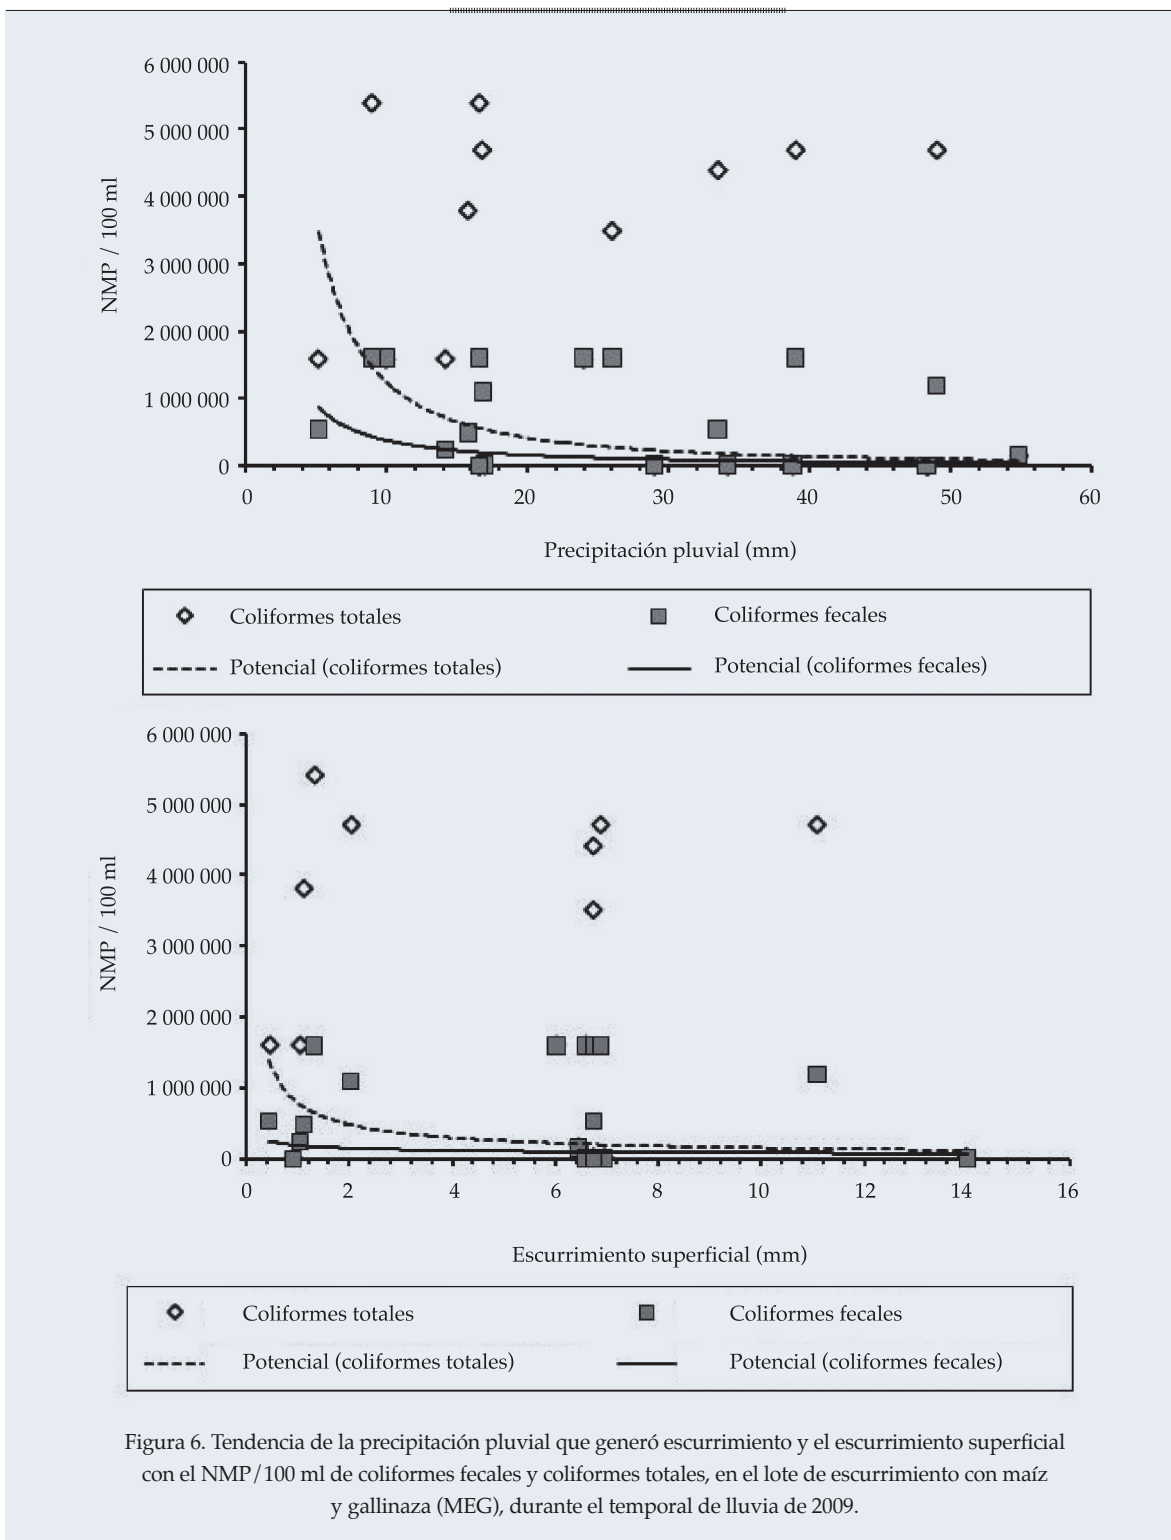 6 000 000
5 000 000
4 000 000
3 000 000
2 000 000
1 000 000
0
NMP / 100 ml
0 10 20 30 40 50 60
Precipitación pluvial (mm)
Coliformes totales Coliformes fecales
Potencial (coliformes totales) Potencial (coliformes fecales)
6 000 000
5 000 000
4 000 000
3 000 000
2 000 000
1 000 000
0
NMP / 100 ml
0 2 4 6 8 10 12 14 16
Escurrimiento superficial (mm)
Coliformes totales Coliformes fecales
Potencial (coliformes totales) Potencial (coliformes fecales)
Figura 6. Tendencia de la precipitación pluvial que generó escurrimiento y el escurrimiento superficial
con el NMP/100 ml de coliformes fecales y coliformes totales, en el lote de escurrimiento con maíz
y gallinaza (MEG), durante el temporal de lluvia de 2009.